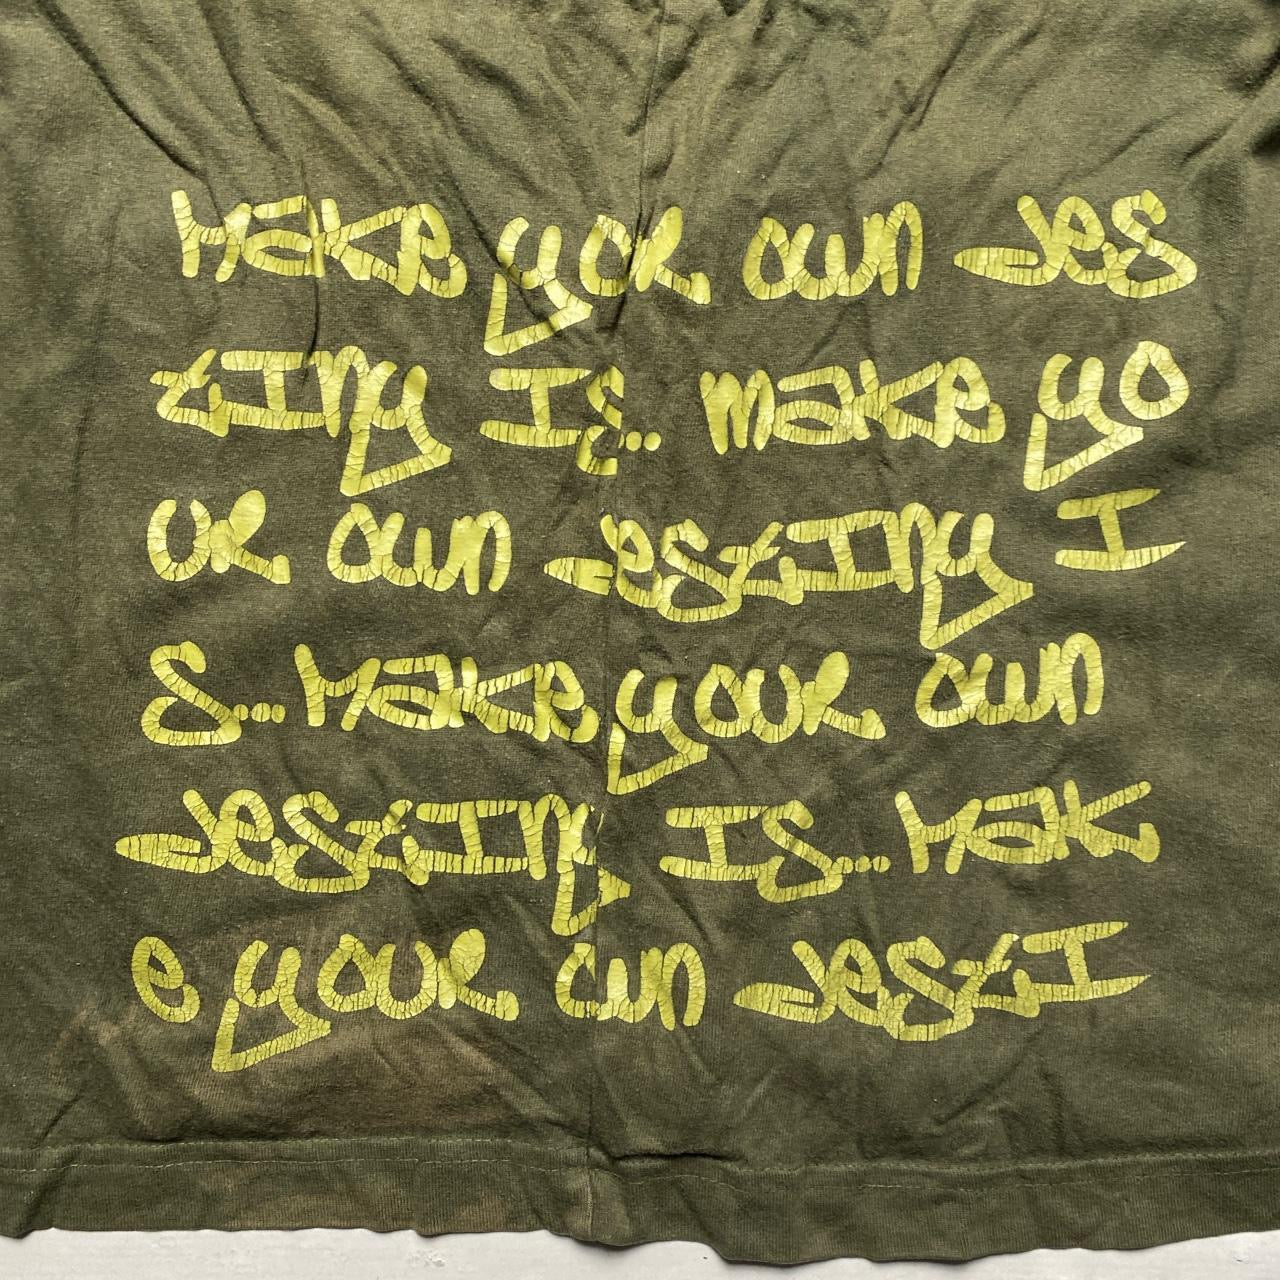 Make your own des
tIny Is... make yo
ur own destIny I
s... Make your own
destIny Is... Mak
e your own destI